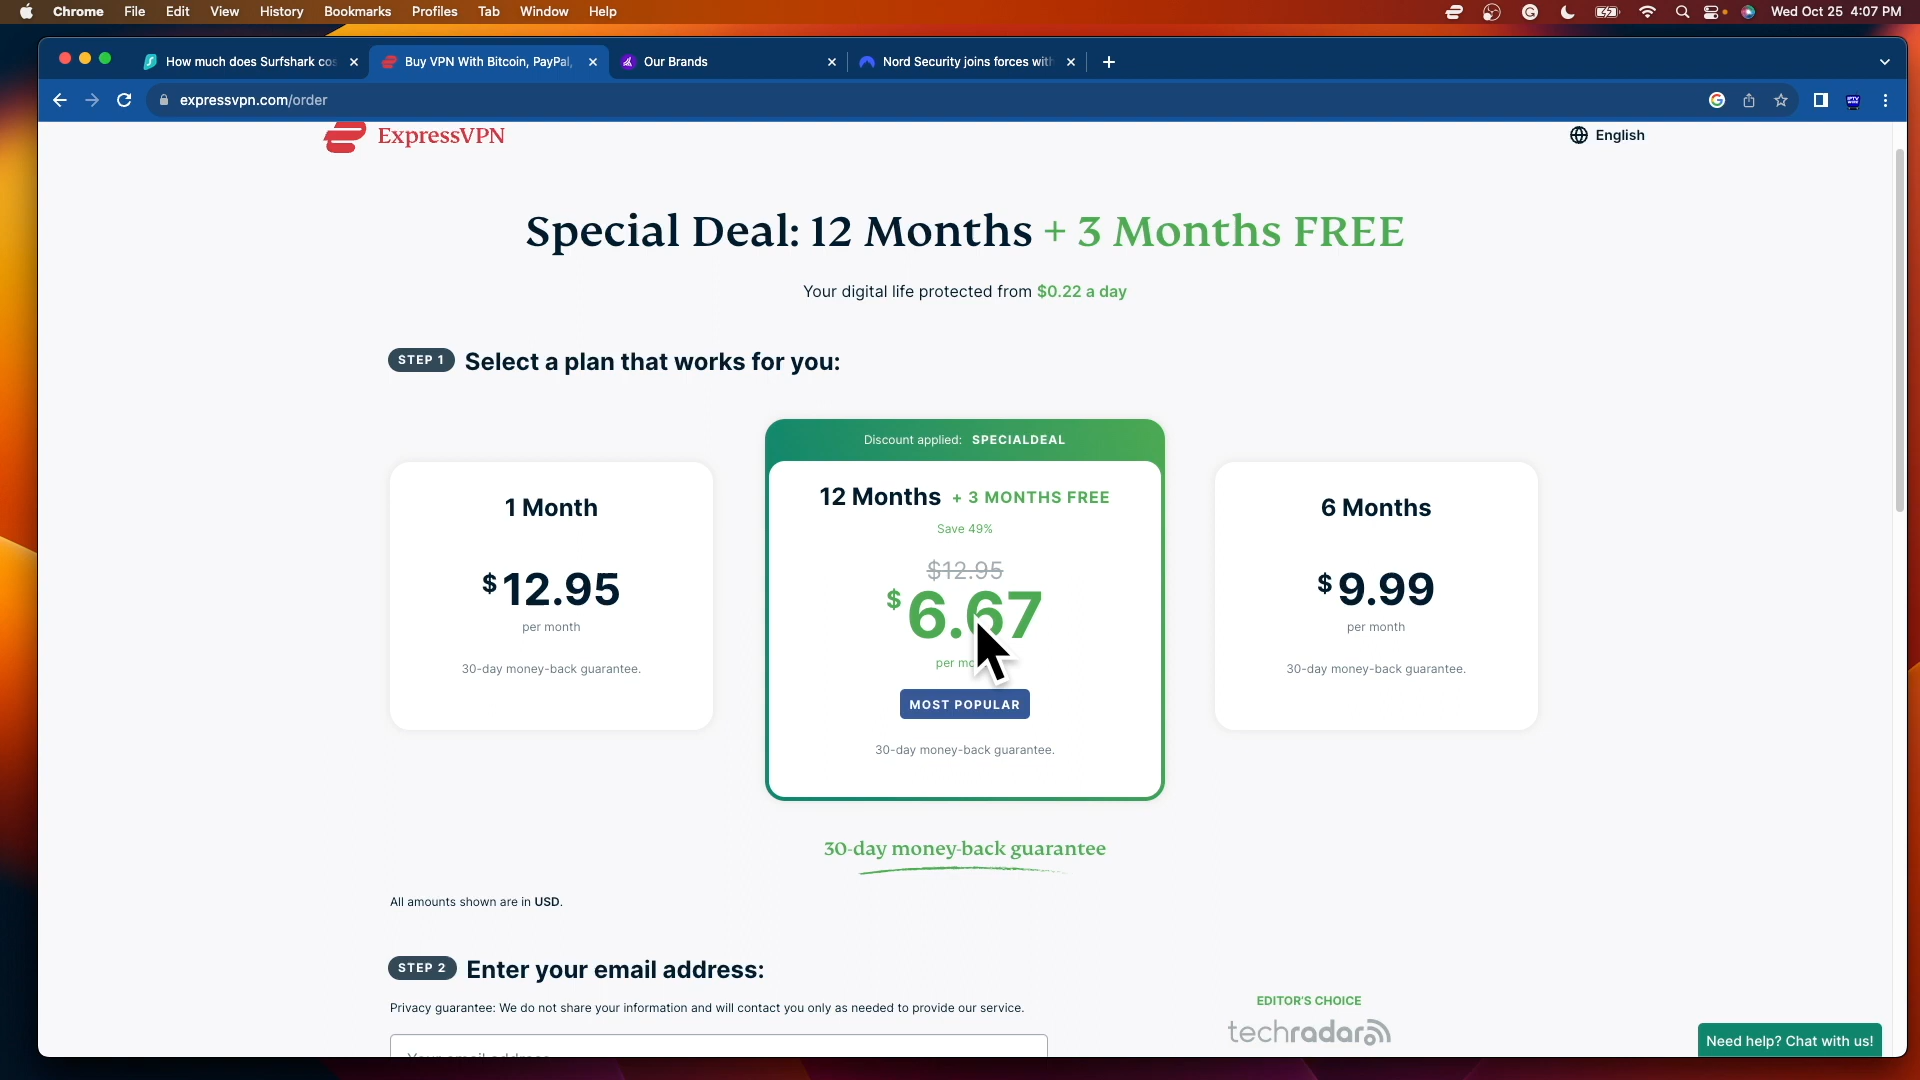 Chrome File Edit View History Bookmarks Profiles Tab Window Help Wed Oct 25 4:07 PM
How much does Surfshark cos Buy VPN With Bitcoin, PayPal, Our Brands Nord Security joins forces with
expressvpn.com/order
ExpressVPN English
Special Deal: 12 Months + 3 Months FREE
Your digital life protected from $0.22 a day
STEP 1 Select a plan that works for you:
Discount applied: SPECIALDEAL
1 Month
$12.95
per month
30-day money-back guarantee.
12 Months + 3 MONTHS FREE
Save 49%
$12.95
$6.67
per mo
MOST POPULAR
30-day money-back guarantee.
6 Months
$9.99
per month
30-day money-back guarantee.
30-day money-back guarantee
All amounts shown are in USD.
STEP 2 Enter your email address:
Privacy guarantee: We do not share your information and will contact you only as needed to provide our service.
EDITOR'S CHOICE
techradar
Need help? Chat with us!